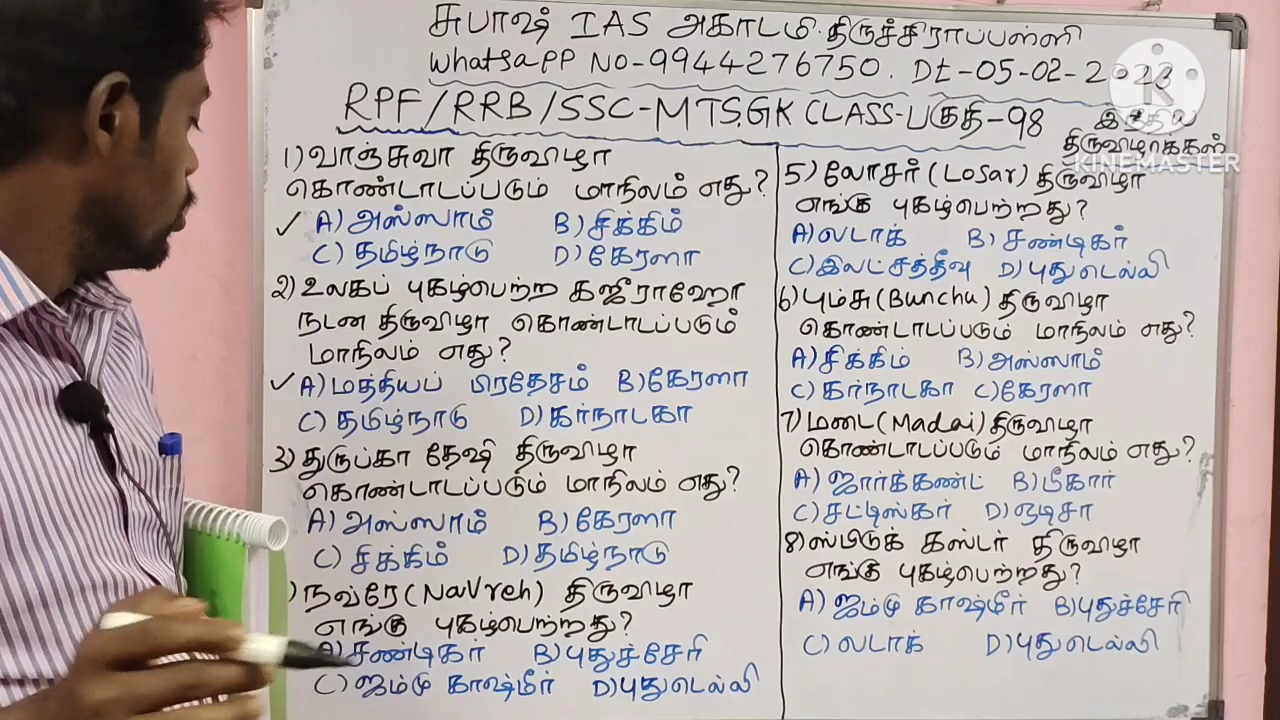 சுபாஷ் IAS அகாடமி திருச்சிராப்பள்ளி
WhatsaPP NO-9944276750. Dt-05-02-2023
RPF/RRB/SSC-MTS.GK CLASS-பகுதி-98
திருவிழாக்கள்
KINEMASTER
1) வாஞ்சுவா திருவிழா
கொண்டாடப்படும் மாநிலம் எது?
✓ A) அஸ்ஸாம் B) சிக்கிம்
C) தமிழ்நாடு D) கேரளா
2) உலகப் புகழ்பெற்ற கஜீராஹோ
நடன திருவிழா கொண்டாடப்படும்
மாநிலம் எது?
✓ A) மத்தியப் பிரதேசம் B) கேரளா
C) தமிழ்நாடு D) கர்நாடகா
3) துருப்கா தேஷி திருவிழா
கொண்டாடப்படும் மாநிலம் எது?
A) அஸ்ஸாம் B) கேரளா
C) சிக்கிம் D) தமிழ்நாடு
) நவ்ரே (Navreh) திருவிழா
எங்கு புகழ்பெற்றது?
A) சண்டிகர் B) புதுச்சேரி
C) ஜம்மு காஷ்மீர் D) புதுடெல்லி
5) லோசர் (Losar) திருவிழா
எங்கு புகழ்பெற்றது?
A) லடாக் B) சண்டிகர்
C) இலட்சத்தீவு D) புதுடெல்லி
6) பும்சு (Bunchu) திருவிழா
கொண்டாடப்படும் மாநிலம் எது?
A) சிக்கிம் B) அஸ்ஸாம்
C) கர்நாடகா C) கேரளா
7) மடை (Madai) திருவிழா
கொண்டாடப்படும் மாநிலம் எது?
A) ஜார்க்கண்ட் B) பீகார்
C) சட்டிஸ்கர் D) ஒடிசா
8) ஸ்பிடுக் கஸ்டர் திருவிழா
எங்கு புகழ்பெற்றது?
A) ஜம்மு காஷ்மீர் B) புதுச்சேரி
C) லடாக் D) புதுடெல்லி